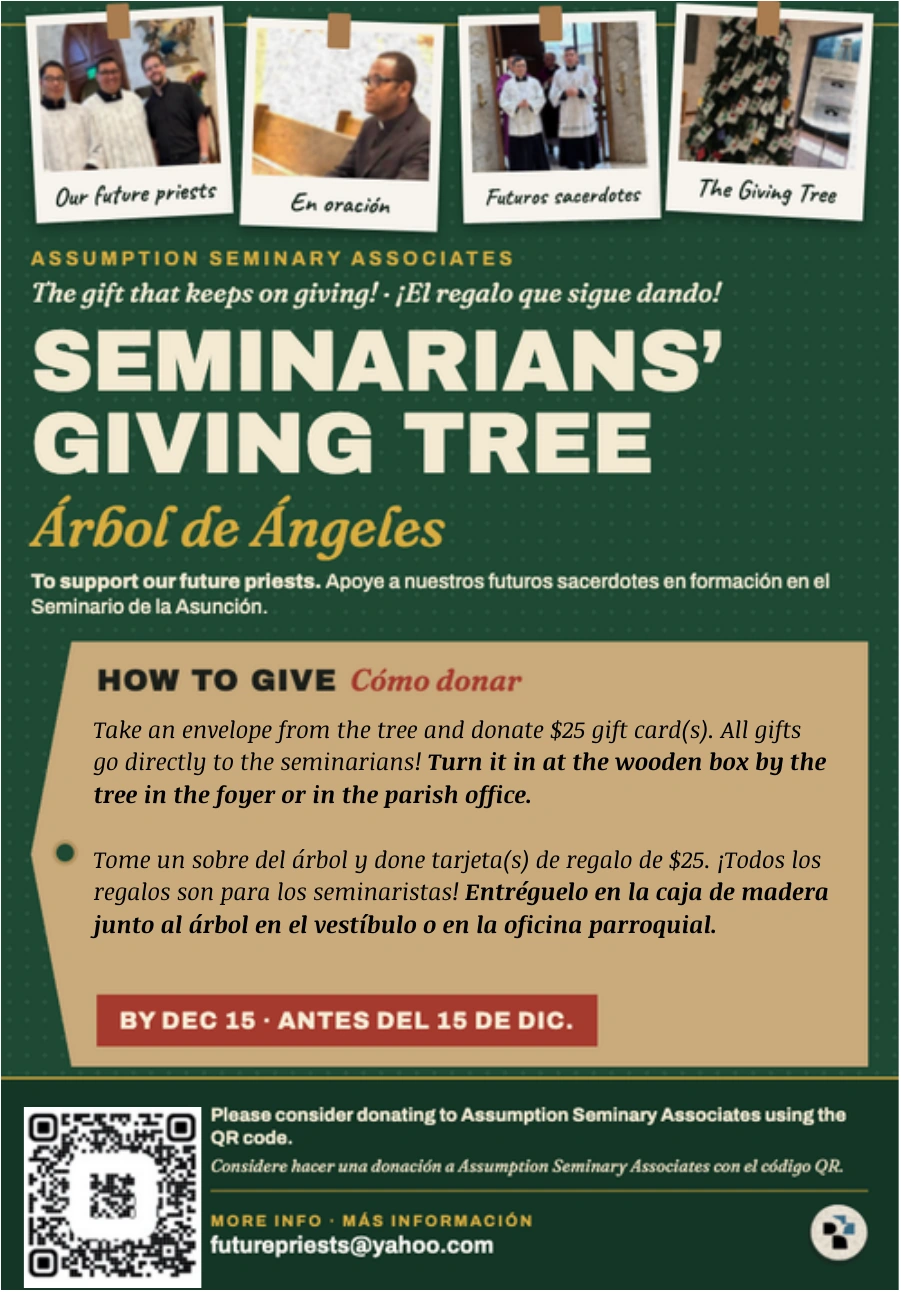 Our future priests
En oración
Futuros sacerdotes
The Giving Tree
ASSUMPTION SEMINARY ASSOCIATES
The gift that keeps on giving! · ¡El regalo que sigue dando!
SEMINARIANS’
GIVING TREE
Árbol de Ángeles
To support our future priests. Apoye a nuestros futuros sacerdotes en formación en el
Seminario de la Asunción.
HOW TO GIVE Cómo donar
Take an envelope from the tree and donate $25 gift card(s). All gifts
go directly to the seminarians! Turn it in at the wooden box by the
tree in the foyer or in the parish office.
Tome un sobre del árbol y done tarjeta(s) de regalo de $25. ¡Todos los
regalos son para los seminaristas! Entréguelo en la caja de madera
junto al árbol en el vestíbulo o en la oficina parroquial.
BY DEC 15 · ANTES DEL 15 DE DIC.
Please consider donating to Assumption Seminary Associates using the
QR code.
Considere hacer una donación a Assumption Seminary Associates con el código QR.
MORE INFO · MÁS INFORMACIÓN
futurepriests@yahoo.com